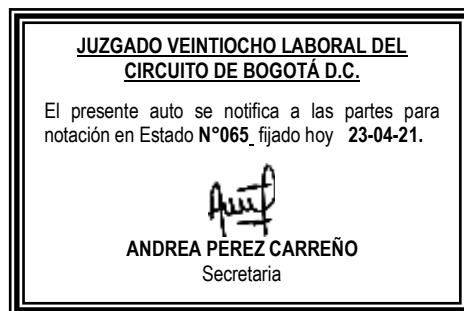 JUZGADO VEINTIOCHO LABORAL DEL
CIRCUITO DE BOGOTÁ D.C.
El presente auto se notifica a las partes para
notación en Estado N°065 fijado hoy 23-04-21.
ANDREA PEREZ CARREÑO
Secretaria